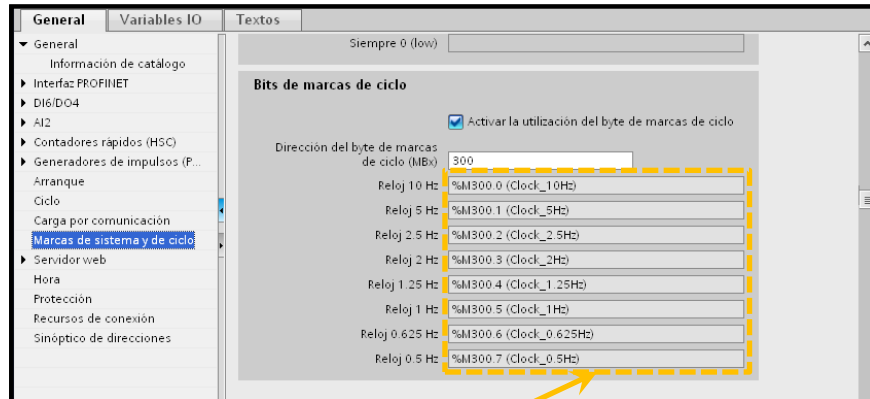 General
Variables IO
Textos
General
Información de catálogo
Interfaz PROFINET
DI6/DO4
AI2
Contadores rápidos (HSC)
Generadores de impulsos (P...
Arranque
Ciclo
Carga por comunicación
Marcas de sistema y de ciclo
Servidor web
Hora
Protección
Recursos de conexión
Sinóptico de direcciones
Siempre 0 (low)
Bits de marcas de ciclo
Activar la utilización del byte de marcas de ciclo
Dirección del byte de marcas
de ciclo (MBx) 300
Reloj 10 Hz %M300.0 (Clock_10Hz)
Reloj 5 Hz %M300.1 (Clock_5Hz)
Reloj 2.5 Hz %M300.2 (Clock_2.5Hz)
Reloj 2 Hz %M300.3 (Clock_2Hz)
Reloj 1.25 Hz %M300.4 (Clock_1.25Hz)
Reloj 1 Hz %M300.5 (Clock_1Hz)
Reloj 0.625 Hz %M300.6 (Clock_0.625Hz)
Reloj 0.5 Hz %M300.7 (Clock_0.5Hz)